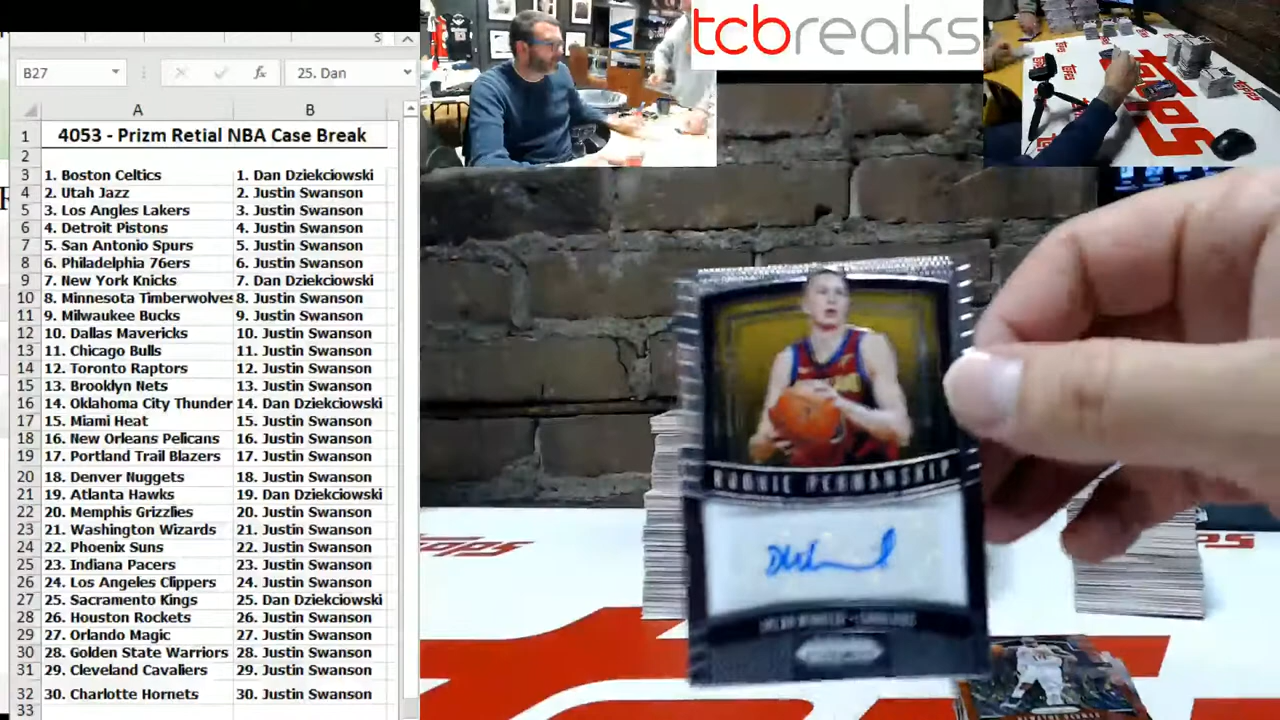 S
B27
fx
25. Dan
A B
1 4053 - Prizm Retial NBA Case Break
2
3 1. Boston Celtics 1. Dan Dziekciowski
4 2. Utah Jazz 2. Justin Swanson
5 3. Los Angles Lakers 3. Justin Swanson
6 4. Detroit Pistons 4. Justin Swanson
7 5. San Antonio Spurs 5. Justin Swanson
8 6. Philadelphia 76ers 6. Justin Swanson
9 7. New York Knicks 7. Dan Dziekciowski
10 8. Minnesota Timberwolves 8. Justin Swanson
11 9. Milwaukee Bucks 9. Justin Swanson
12 10. Dallas Mavericks 10. Justin Swanson
13 11. Chicago Bulls 11. Justin Swanson
14 12. Toronto Raptors 12. Justin Swanson
15 13. Brooklyn Nets 13. Justin Swanson
16 14. Oklahoma City Thunder 14. Dan Dziekciowski
17 15. Miami Heat 15. Justin Swanson
18 16. New Orleans Pelicans 16. Justin Swanson
19 17. Portland Trail Blazers 17. Justin Swanson
20 18. Denver Nuggets 18. Justin Swanson
21 19. Atlanta Hawks 19. Dan Dziekciowski
22 20. Memphis Grizzlies 20. Justin Swanson
23 21. Washington Wizards 21. Justin Swanson
24 22. Phoenix Suns 22. Justin Swanson
25 23. Indiana Pacers 23. Justin Swanson
26 24. Los Angeles Clippers 24. Justin Swanson
27 25. Sacramento Kings 25. Dan Dziekciowski
28 26. Houston Rockets 26. Justin Swanson
29 27. Orlando Magic 27. Justin Swanson
30 28. Golden State Warriors 28. Justin Swanson
31 29. Cleveland Cavaliers 29. Justin Swanson
32 30. Charlotte Hornets 30. Justin Swanson
33
tcbreaks
W
topps
ROOKIE PENMANSHIP
PRIZM
topps